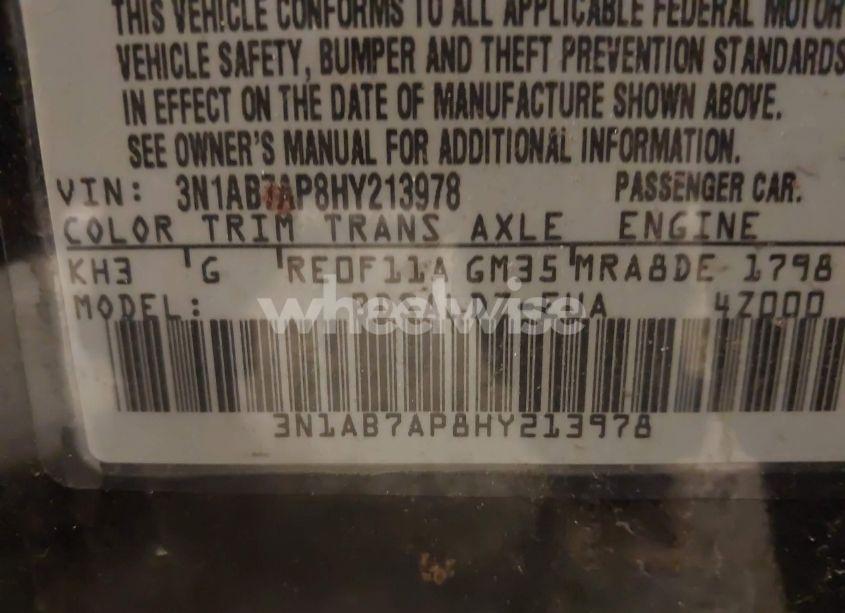 THIS VEHICLE CONFORMS TO ALL APPLICABLE FEDERAL MOTOR
VEHICLE SAFETY, BUMPER AND THEFT PREVENTION STANDARDS
IN EFFECT ON THE DATE OF MANUFACTURE SHOWN ABOVE.
SEE OWNER'S MANUAL FOR ADDITIONAL INFORMATION.
VIN: 3N1AB7AP8HY213978 PASSENGER CAR.
COLOR TRIM TRANS AXLE ENGINE
KH3 G RE0F11A GM35 MRA8DE 1798
MODEL: 4Z000
wheelwise
3N1AB7AP8HY213978